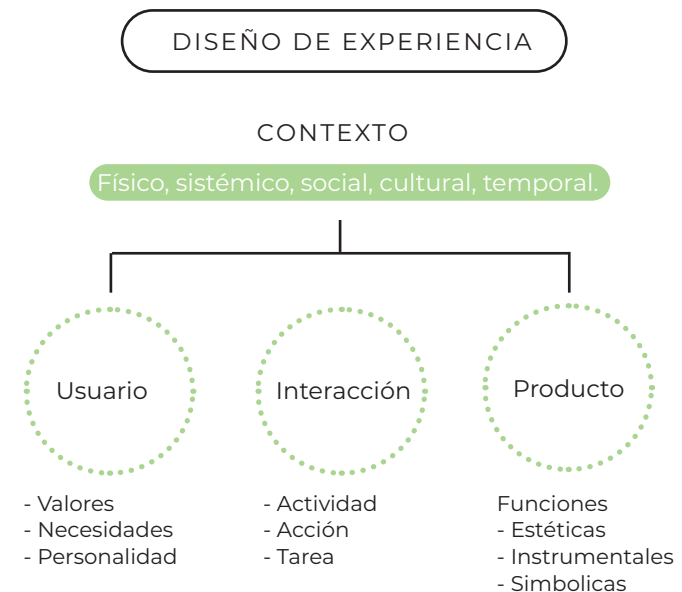 DISEÑO DE EXPERIENCIA
CONTEXTO
Físico, sistémico, social, cultural, temporal.
Usuario
Interacción
Producto
- Valores
- Necesidades
- Personalidad
- Actividad
- Acción
- Tarea
Funciones
- Estéticas
- Instrumentales
- Simbolicas